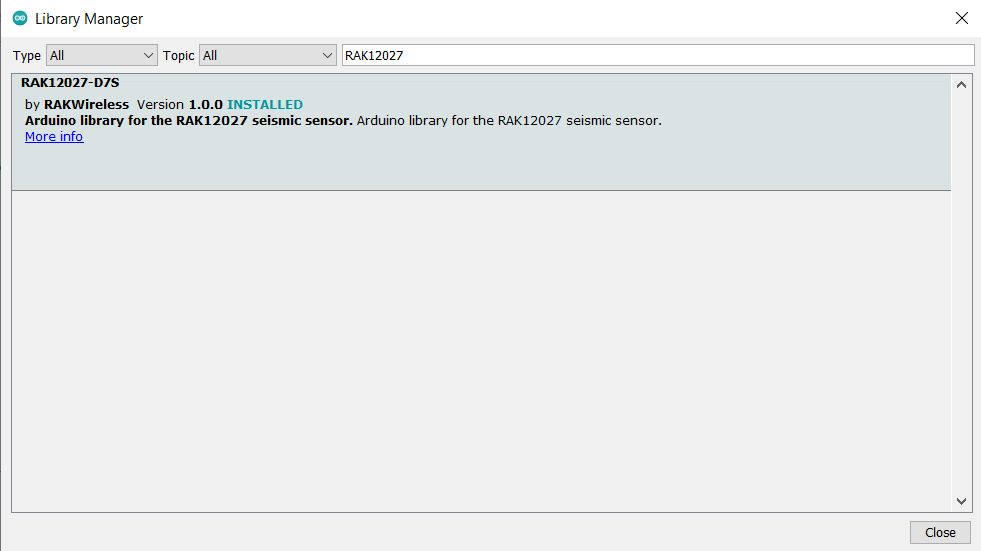 Library Manager
Type All Topic All RAK12027
RAK12027-D7S
by RAKWireless Version 1.0.0 INSTALLED
Arduino library for the RAK12027 seismic sensor. Arduino library for the RAK12027 seismic sensor.
More info
Close